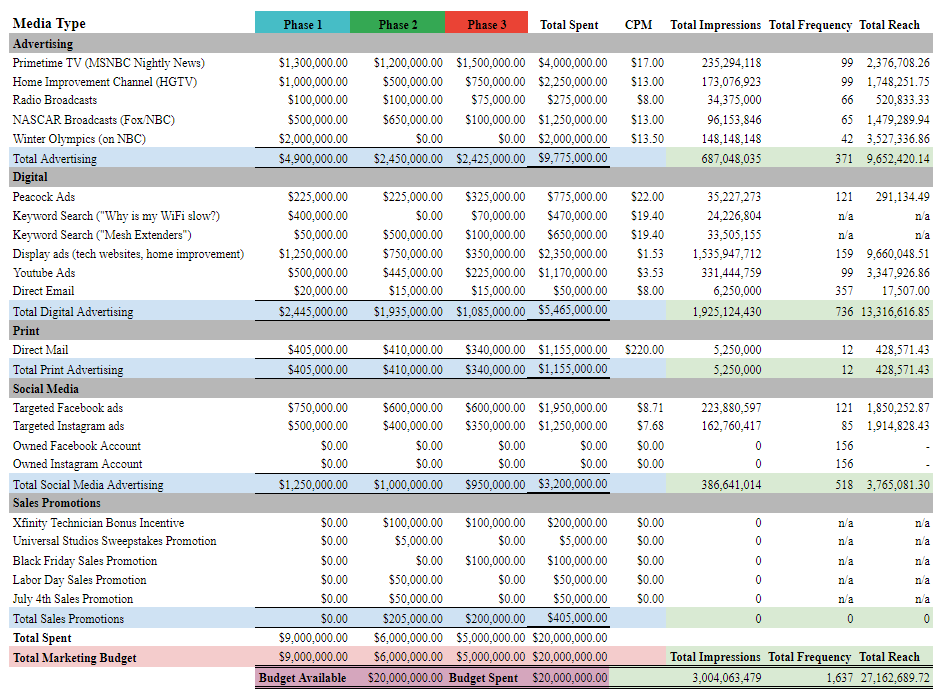 Media Type Phase 1 Phase 2 Phase 3 Total Spent CPM Total Impressions Total Frequency Total Reach
Advertising
Primetime TV (MSNBC Nightly News) $1,300,000.00 $1,200,000.00 $1,500,000.00 $4,000,000.00 $17.00 235,294,118 99 2,376,708.26
Home Improvement Channel (HGTV) $1,000,000.00 $500,000.00 $750,000.00 $2,250,000.00 $13.00 173,076,923 99 1,748,251.75
Radio Broadcasts $100,000.00 $100,000.00 $75,000.00 $275,000.00 $8.00 34,375,000 66 520,833.33
NASCAR Broadcasts (Fox/NBC) $500,000.00 $650,000.00 $100,000.00 $1,250,000.00 $13.00 96,153,846 65 1,479,289.94
Winter Olympics (on NBC) $2,000,000.00 $0.00 $0.00 $2,000,000.00 $13.50 148,148,148 42 3,527,336.86
Total Advertising $4,900,000.00 $2,450,000.00 $2,425,000.00 $9,775,000.00 687,048,035 371 9,652,420.14
Digital
Peacock Ads $225,000.00 $225,000.00 $325,000.00 $775,000.00 $22.00 35,227,273 121 291,134.49
Keyword Search ("Why is my WiFi slow?) $400,000.00 $0.00 $70,000.00 $470,000.00 $19.40 24,226,804 n/a n/a
Keyword Search ("Mesh Extenders") $50,000.00 $500,000.00 $100,000.00 $650,000.00 $19.40 33,505,155 n/a n/a
Display ads (tech websites, home improvement) $1,250,000.00 $750,000.00 $350,000.00 $2,350,000.00 $1.53 1,535,947,712 159 9,660,048.51
Youtube Ads $500,000.00 $445,000.00 $225,000.00 $1,170,000.00 $3.53 331,444,759 99 3,347,926.86
Direct Email $20,000.00 $15,000.00 $15,000.00 $50,000.00 $8.00 6,250,000 357 17,507.00
Total Digital Advertising $2,445,000.00 $1,935,000.00 $1,085,000.00 $5,465,000.00 1,925,124,430 736 13,316,616.85
Print
Direct Mail $405,000.00 $410,000.00 $340,000.00 $1,155,000.00 $220.00 5,250,000 12 428,571.43
Total Print Advertising $405,000.00 $410,000.00 $340,000.00 $1,155,000.00 5,250,000 12 428,571.43
Social Media
Targeted Facebook ads $750,000.00 $600,000.00 $600,000.00 $1,950,000.00 $8.71 223,880,597 121 1,850,252.87
Targeted Instagram ads $500,000.00 $400,000.00 $350,000.00 $1,250,000.00 $7.68 162,760,417 85 1,914,828.43
Owned Facebook Account $0.00 $0.00 $0.00 $0.00 $0.00 0 156 -
Owned Instagram Account $0.00 $0.00 $0.00 $0.00 $0.00 0 156 -
Total Social Media Advertising $1,250,000.00 $1,000,000.00 $950,000.00 $3,200,000.00 386,641,014 518 3,765,081.30
Sales Promotions
Xfinity Technician Bonus Incentive $0.00 $100,000.00 $100,000.00 $200,000.00 $0.00 0 n/a n/a
Universal Studios Sweepstakes Promotion $0.00 $5,000.00 $0.00 $5,000.00 $0.00 0 n/a n/a
Black Friday Sales Promotion $0.00 $0.00 $100,000.00 $100,000.00 $0.00 0 n/a n/a
Labor Day Sales Promotion $0.00 $50,000.00 $0.00 $50,000.00 $0.00 0 n/a n/a
July 4th Sales Promotion $0.00 $50,000.00 $0.00 $50,000.00 $0.00 0 n/a n/a
Total Sales Promotions $0.00 $205,000.00 $200,000.00 $405,000.00 0 0 0
Total Spent $9,000,000.00 $6,000,000.00 $5,000,000.00 $20,000,000.00
Total Marketing Budget $9,000,000.00 $6,000,000.00 $5,000,000.00 $20,000,000.00 Total Impressions Total Frequency Total Reach
Budget Available $20,000,000.00 Budget Spent $20,000,000.00 3,004,063,479 1,637 27,162,689.72